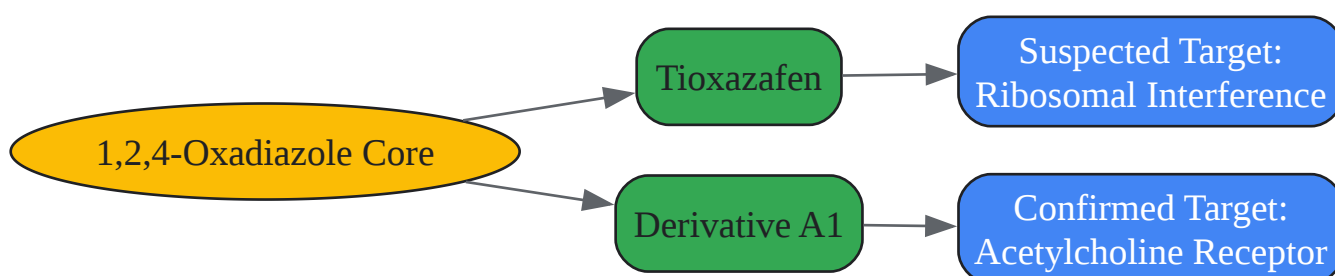 1,2,4-Oxadiazole Core
Tioxazafen
Suspected Target:
Ribosomal Interference
Derivative A1
Confirmed Target:
Acetylcholine Receptor